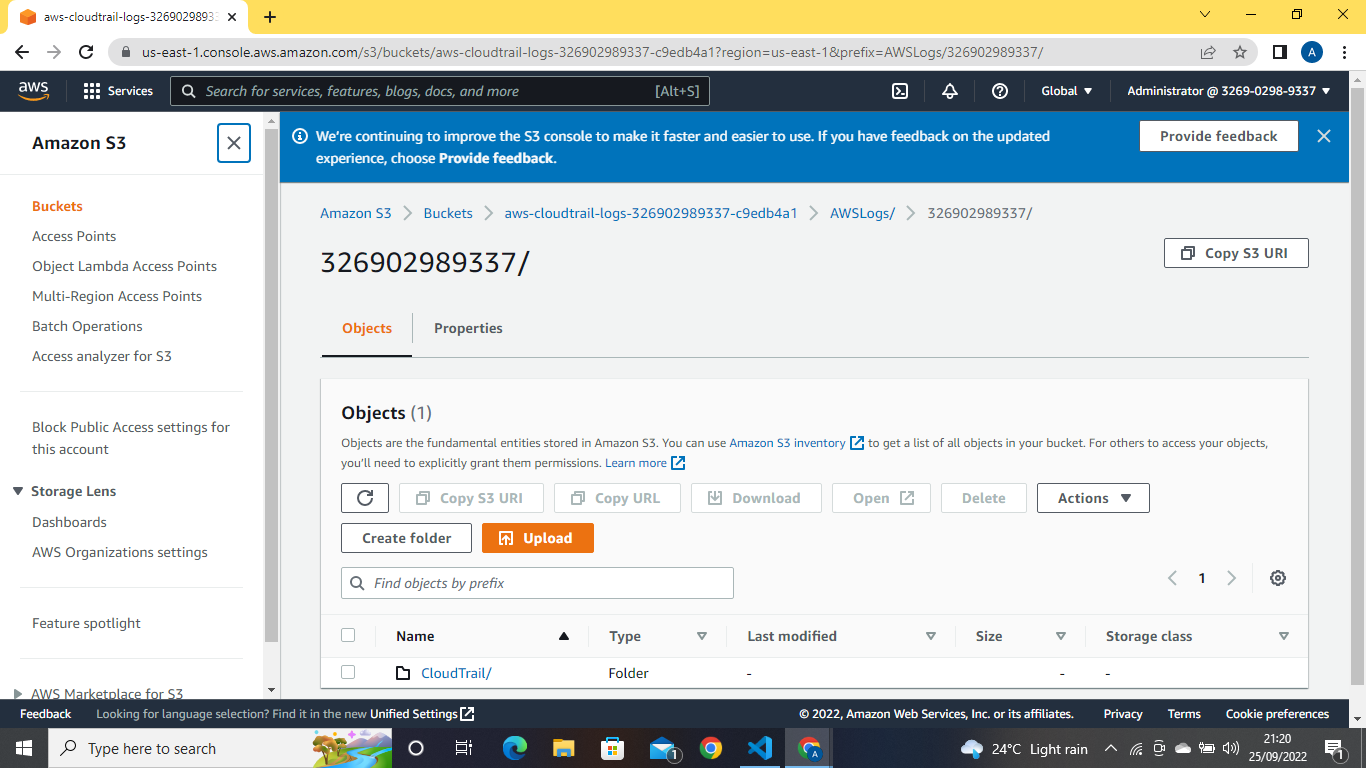 aws-cloudtrail-logs-326902989337
us-east-1.console.aws.amazon.com/s3/buckets/aws-cloudtrail-logs-326902989337-c9edb4a1?region=us-east-1&prefix=AWSLogs/326902989337/
A
aws
Services
Search for services, features, blogs, docs, and more
[Alt+S]
Global
Administrator @ 3269-0298-9337
Amazon S3
Buckets
Access Points
Object Lambda Access Points
Multi-Region Access Points
Batch Operations
Access analyzer for S3
Block Public Access settings for
this account
Storage Lens
Dashboards
AWS Organizations settings
Feature spotlight
AWS Marketplace for S3
We're continuing to improve the S3 console to make it faster and easier to use. If you have feedback on the updated
experience, choose Provide feedback.
Provide feedback
Amazon S3 > Buckets > aws-cloudtrail-logs-326902989337-c9edb4a1 > AWSLogs/ > 326902989337/
326902989337/
Copy S3 URI
Objects
Properties
Objects (1)
Objects are the fundamental entities stored in Amazon S3. You can use Amazon S3 inventory to get a list of all objects in your bucket. For others to access your objects,
you'll need to explicitly grant them permissions. Learn more
Copy S3 URI
Copy URL
Download
Open
Delete
Actions
Create folder
Upload
Find objects by prefix
1
Name Type Last modified Size Storage class
CloudTrail/ Folder - - -
Feedback
Looking for language selection? Find it in the new Unified Settings
© 2022, Amazon Web Services, Inc. or its affiliates.
Privacy
Terms
Cookie preferences
Type here to search
1
A
24°C Light rain
21:20
25/09/2022
1